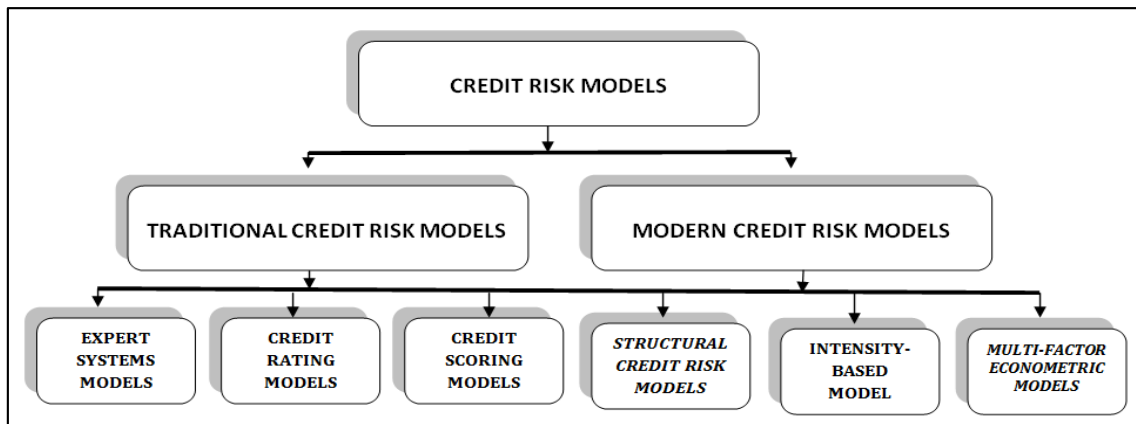 CREDIT RISK MODELS
TRADITIONAL CREDIT RISK MODELS
MODERN CREDIT RISK MODELS
EXPERT
SYSTEMS
MODELS
CREDIT
RATING
MODELS
CREDIT
SCORING
MODELS
STRUCTURAL
CREDIT RISK
MODELS
INTENSITY-
BASED
MODEL
MULTI-FACTOR
ECONOMETRIC
MODELS